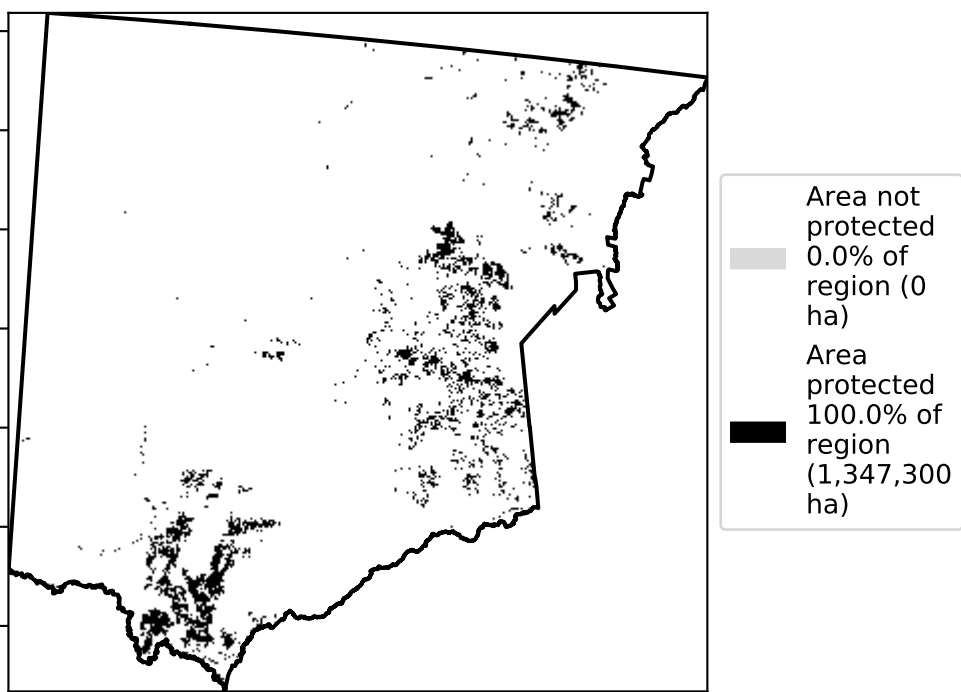 Area not
protected
0.0% of
region (0
ha)
Area
protected
100.0% of
region
(1,347,300
ha)